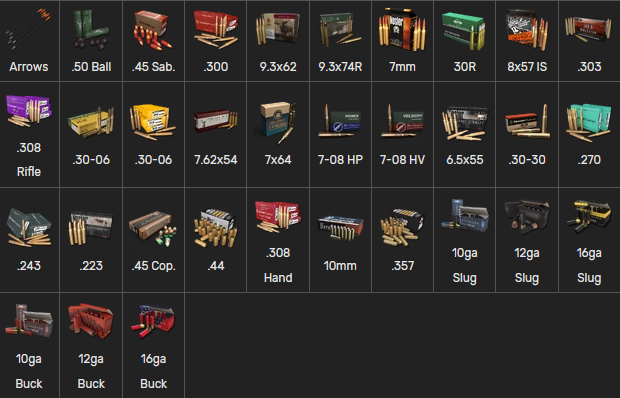 Arrows
.50 Ball
.45 Sab.
.300
9.3x62
9.3x74R
7mm
30R
8x57 IS
.303
.308
Rifle
.30-06
.30-06
7.62x54
7x64
7-08 HP
7-08 HV
6.5x55
.30-30
.270
.243
.223
.45 Cop.
.44
.308
Hand
10mm
.357
10ga
Slug
12ga
Slug
16ga
Slug
10ga
Buck
12ga
Buck
16ga
Buck